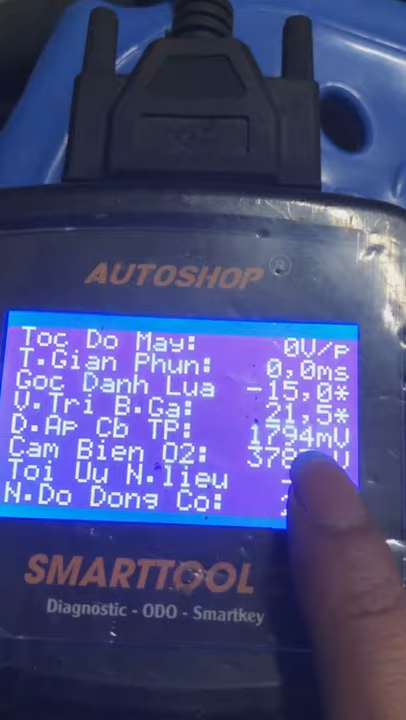 AUTOSHOP ®
Toc Do May: 0V/P
T.Gian Phun: 0,0ms
Goc Danh Lua -15,0*
V.Tri B.Ga: 21,5*
D.Ap Cb TP: 1794mV
Cam Bien O2: 378
Toi Uu N.lieu
N.Do Dong Co:
SMARTTOOL
Diagnostic - ODO - Smartkey